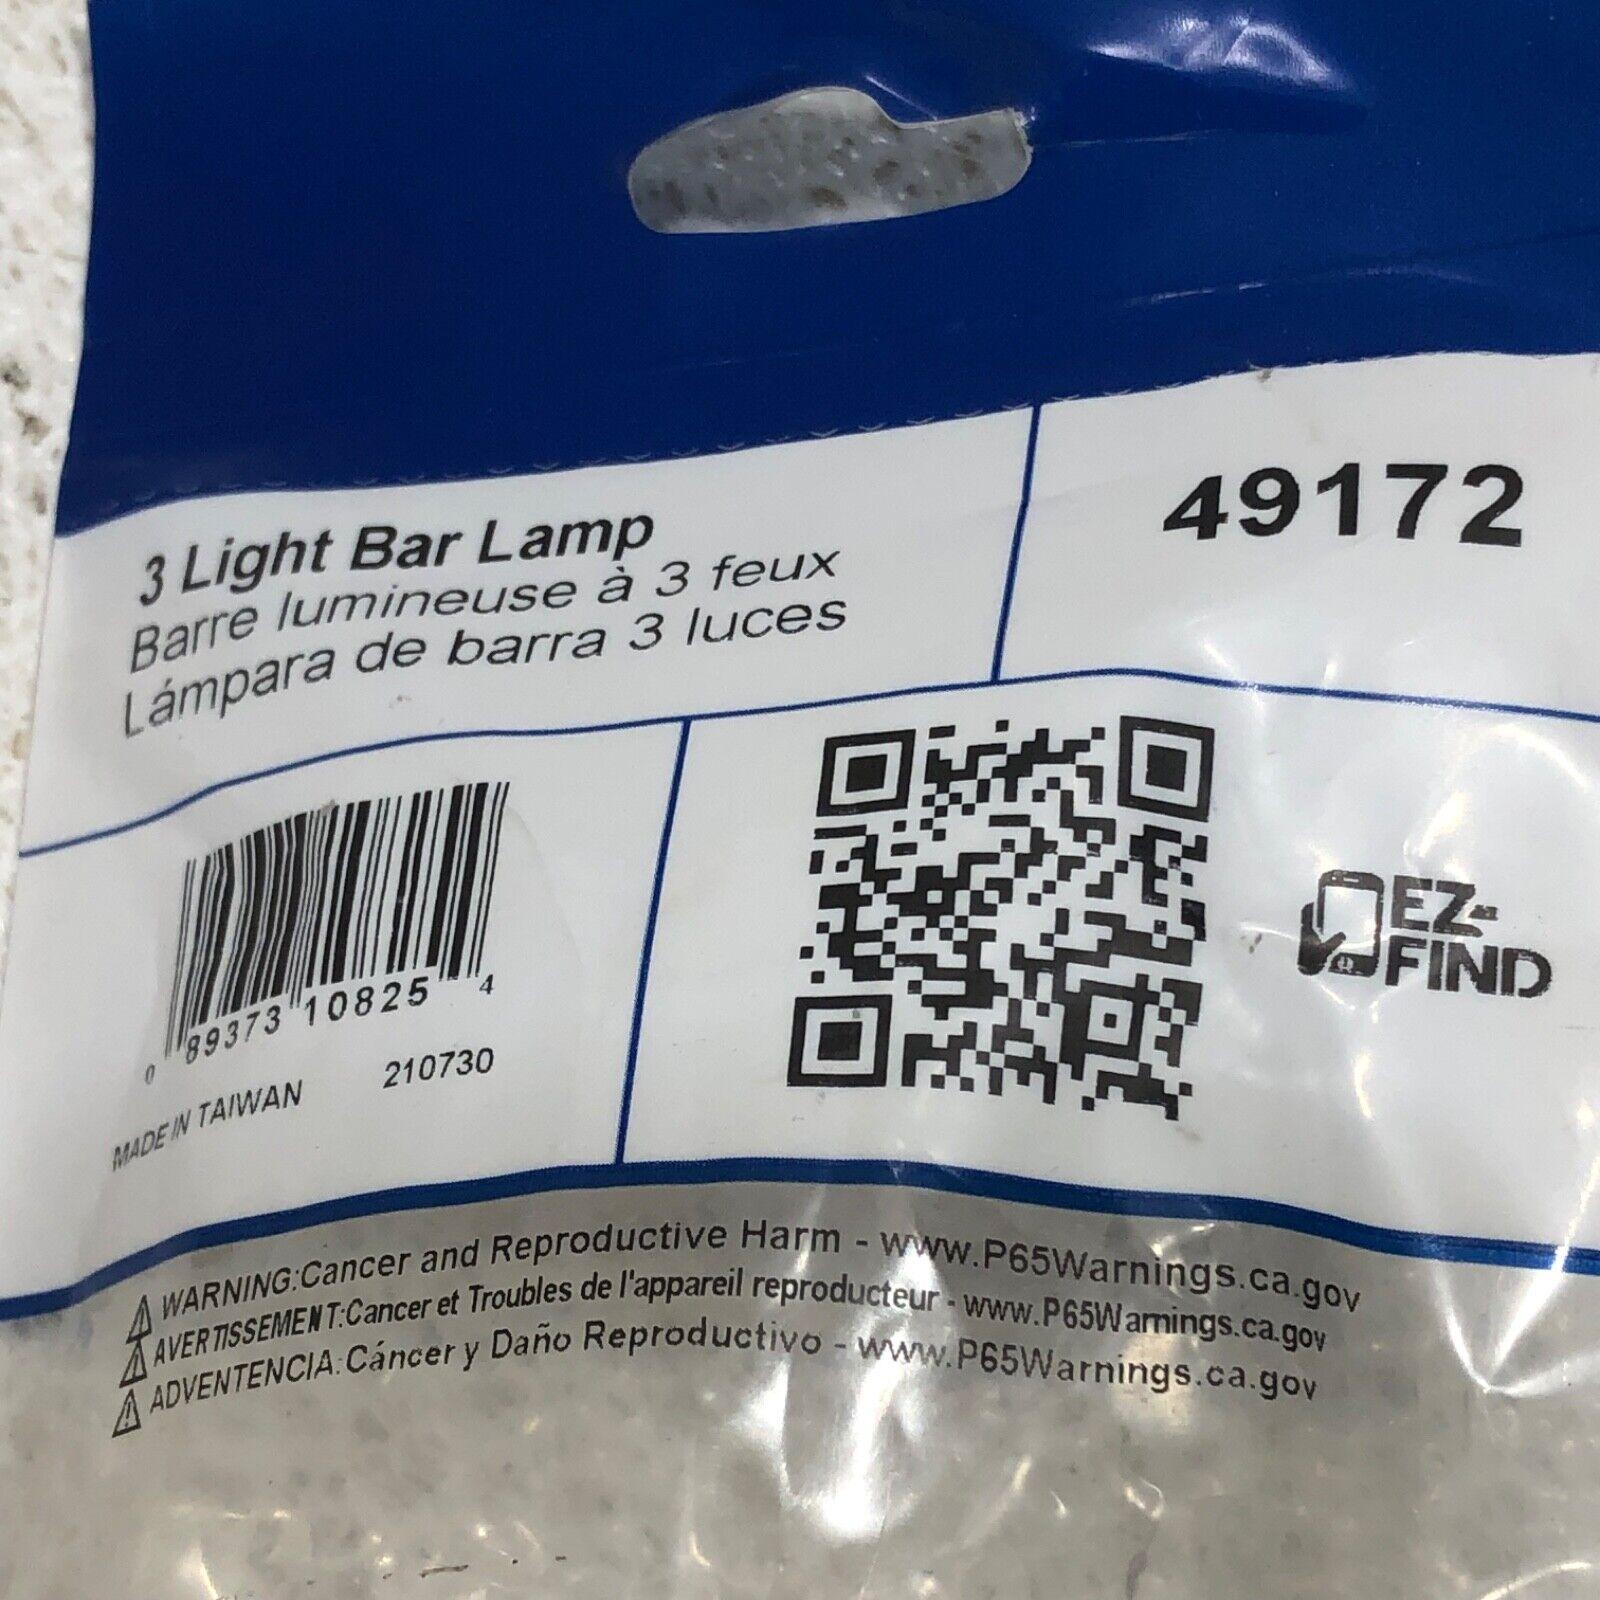 3 Light Bar Lamp
Barre lumineuse à 3 feux
Lámpara de barra 3 luces
49172
0 89373 10825 4
MADE IN TAIWAN 210730
EZ-
FIND
WARNING:Cancer and Reproductive Harm - www.P65Warnings.ca.gov
AVERTISSEMENT:Cancer et Troubles de l'appareil reproducteur - www.P65Warnings.ca.gov
ADVENTENCIA:Cáncer y Daño Reproductivo - www.P65Warnings.ca.gov